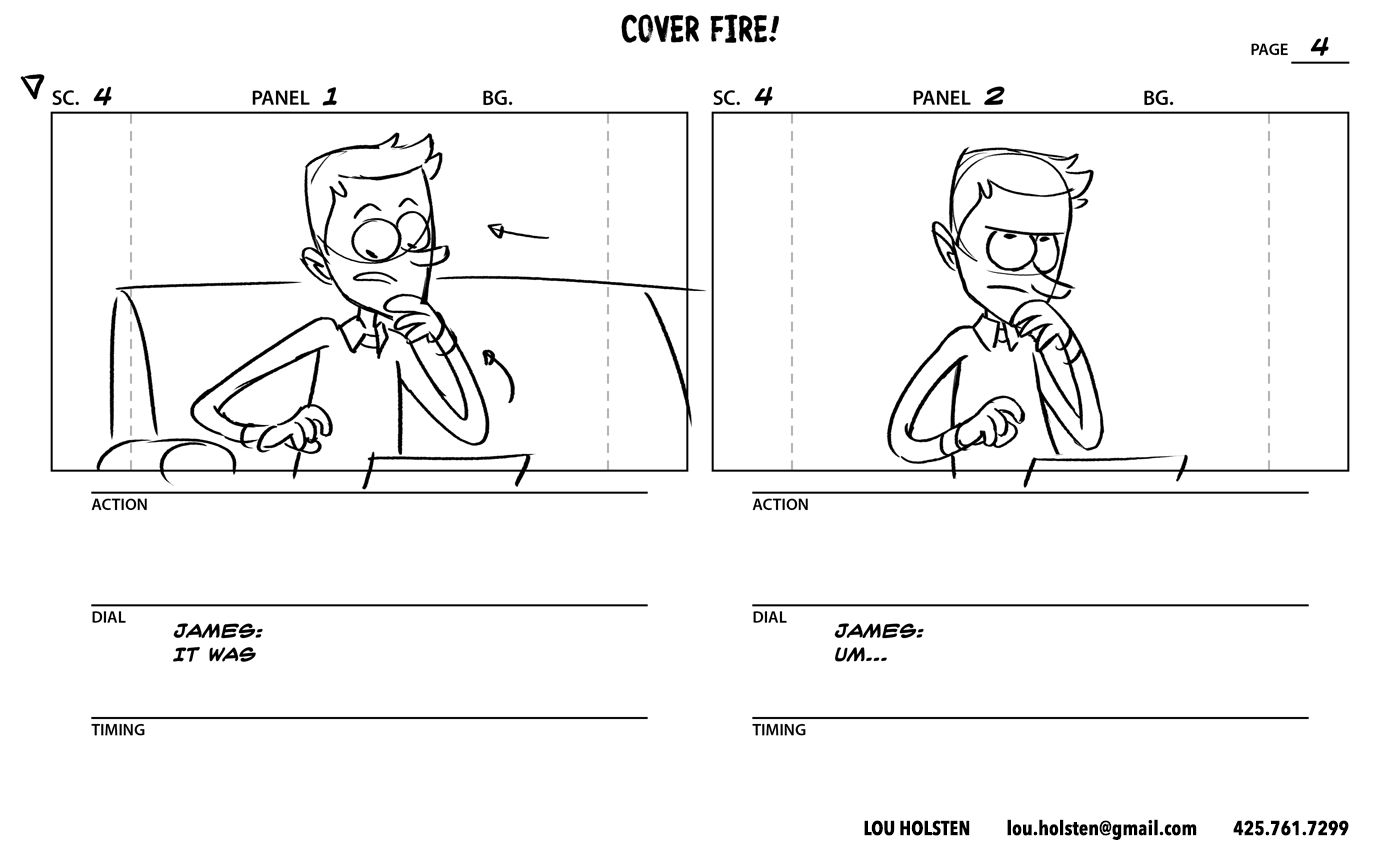 COVER FIRE!
PAGE 4
SC. 4 PANEL 1 BG.
SC. 4 PANEL 2 BG.
ACTION
DIAL
JAMES:
IT WAS
TIMING
ACTION
DIAL
JAMES:
UM...
TIMING
LOU HOLSTEN lou.holsten@gmail.com 425.761.7299